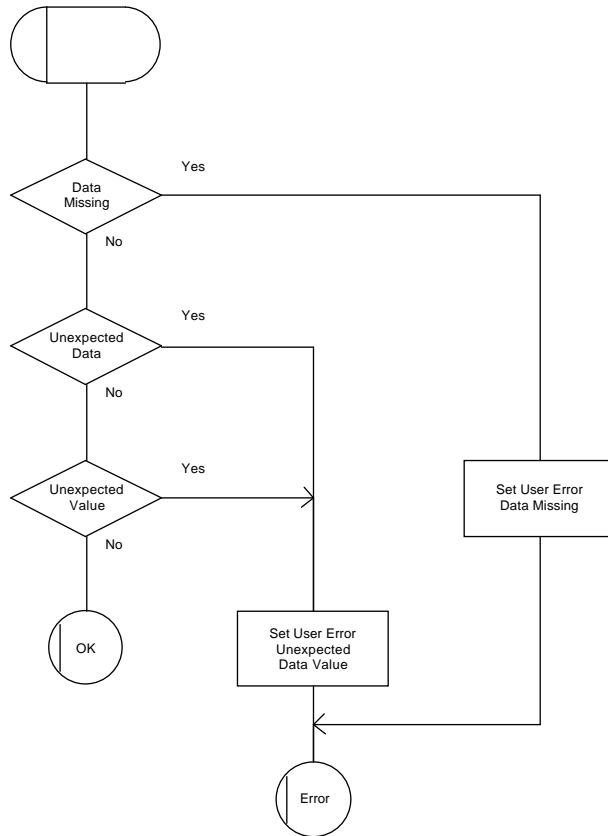 Yes
Data
Missing
No
Yes
Unexpected
Data
No
Yes
Unexpected
Value
Set User Error
Data Missing
No
OK
Set User Error
Unexpected
Data Value
Error